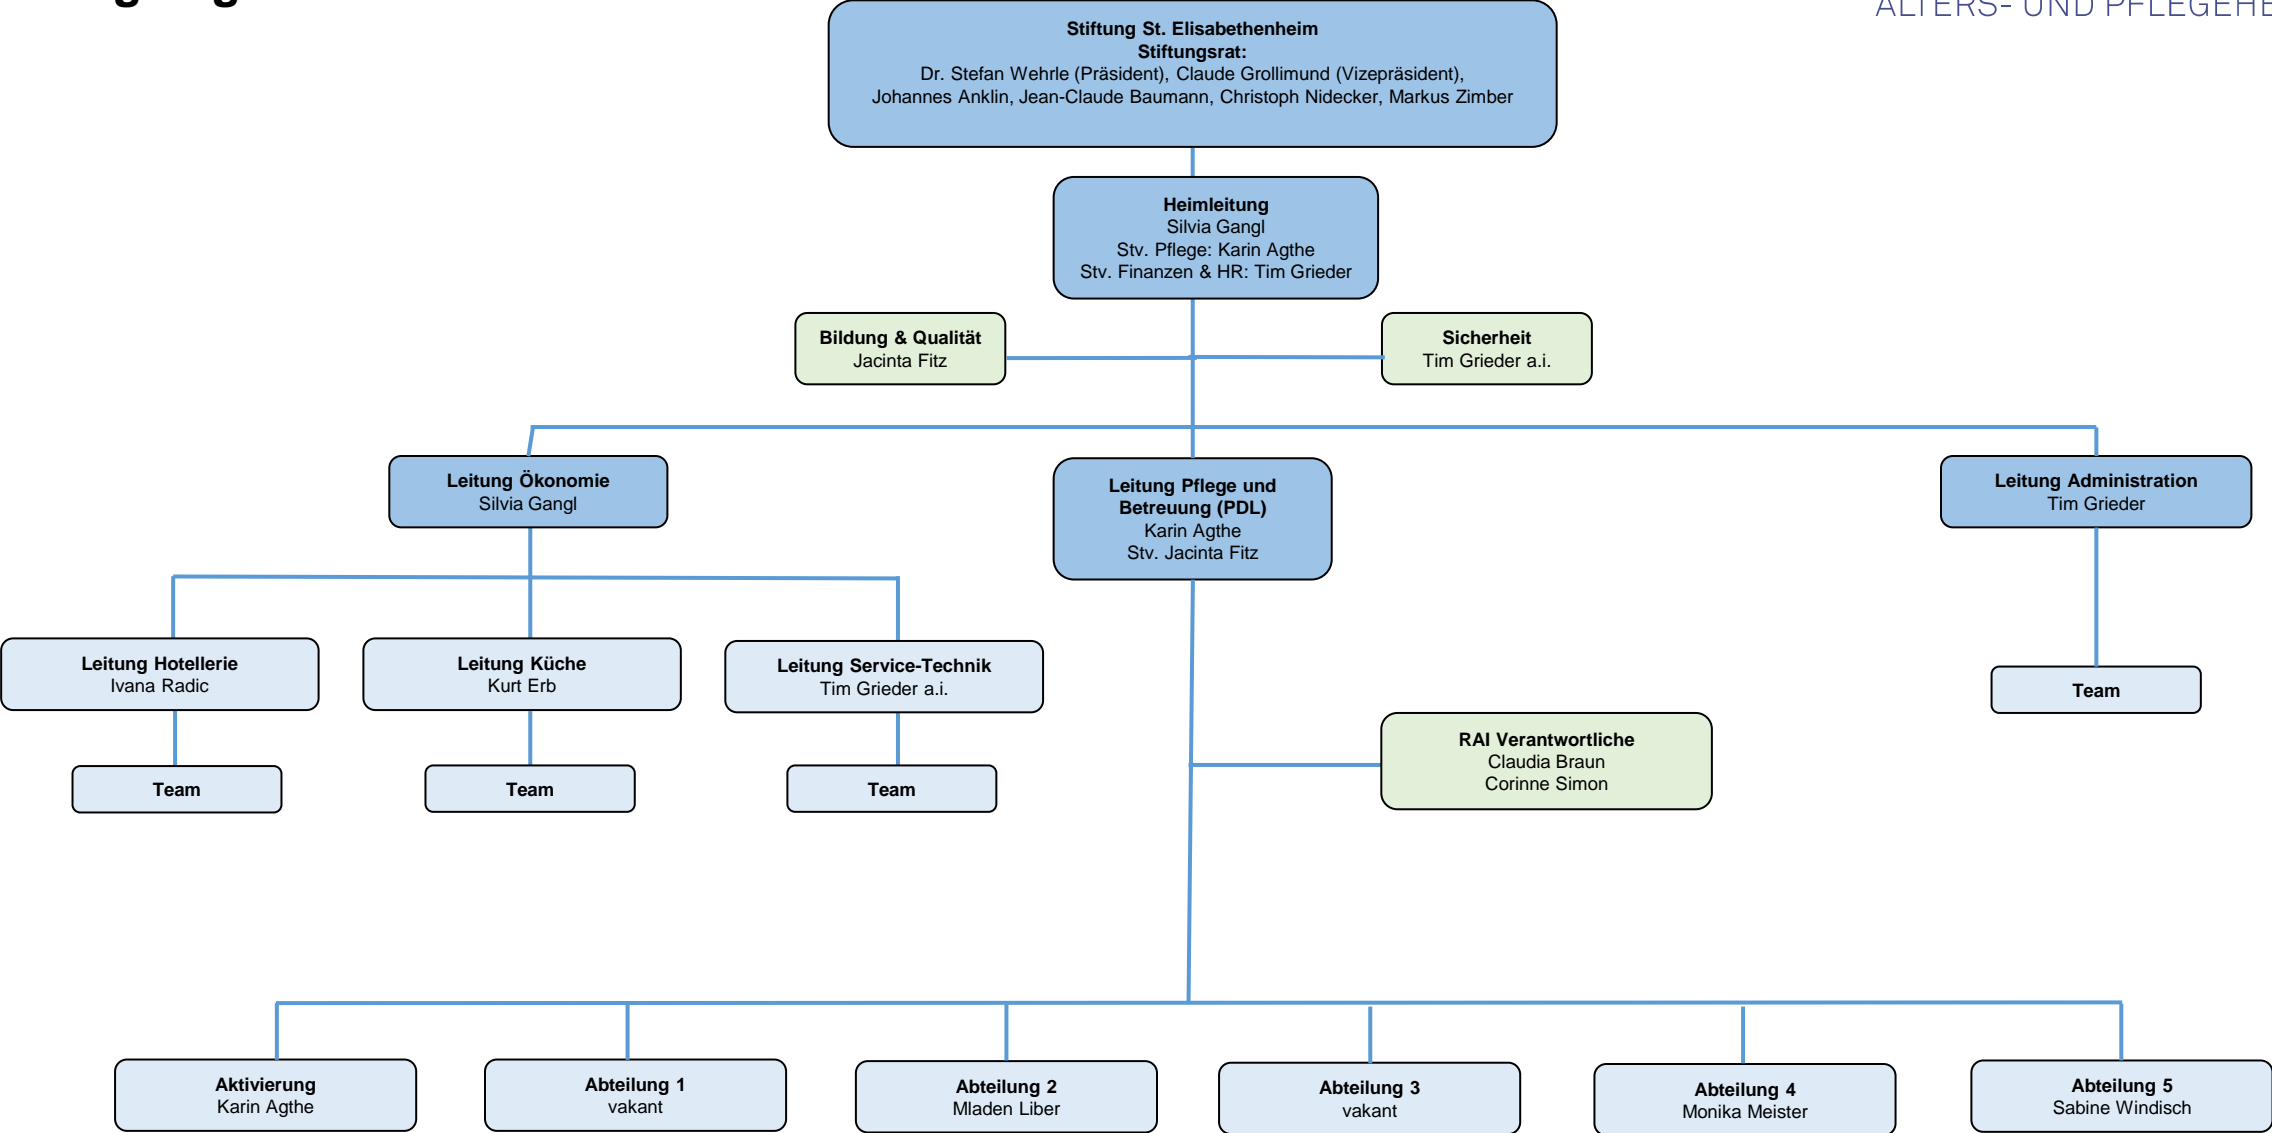 ALTERS- UND PFLEGEHE
Stiftung St. Elisabethenheim
Stiftungsrat:
Dr. Stefan Wehrle (Präsident), Claude Grollimund (Vizepräsident),
Johannes Anklin, Jean-Claude Baumann, Christoph Nidecker, Markus Zimber
Heimleitung
Silvia Gangl
Stv. Pflege: Karin Agthe
Stv. Finanzen & HR: Tim Grieder
Bildung & Qualität
Jacinta Fitz
Sicherheit
Tim Grieder a.i.
Leitung Ökonomie
Silvia Gangl
Leitung Pflege und
Betreuung (PDL)
Karin Agthe
Stv. Jacinta Fitz
Leitung Administration
Tim Grieder
Leitung Hotellerie
Ivana Radic
Leitung Küche
Kurt Erb
Leitung Service-Technik
Tim Grieder a.i.
Team
RAI Verantwortliche
Claudia Braun
Corinne Simon
Team
Team
Team
Aktivierung
Karin Agthe
Abteilung 1
vakant
Abteilung 2
Mladen Liber
Abteilung 3
vakant
Abteilung 4
Monika Meister
Abteilung 5
Sabine Windisch